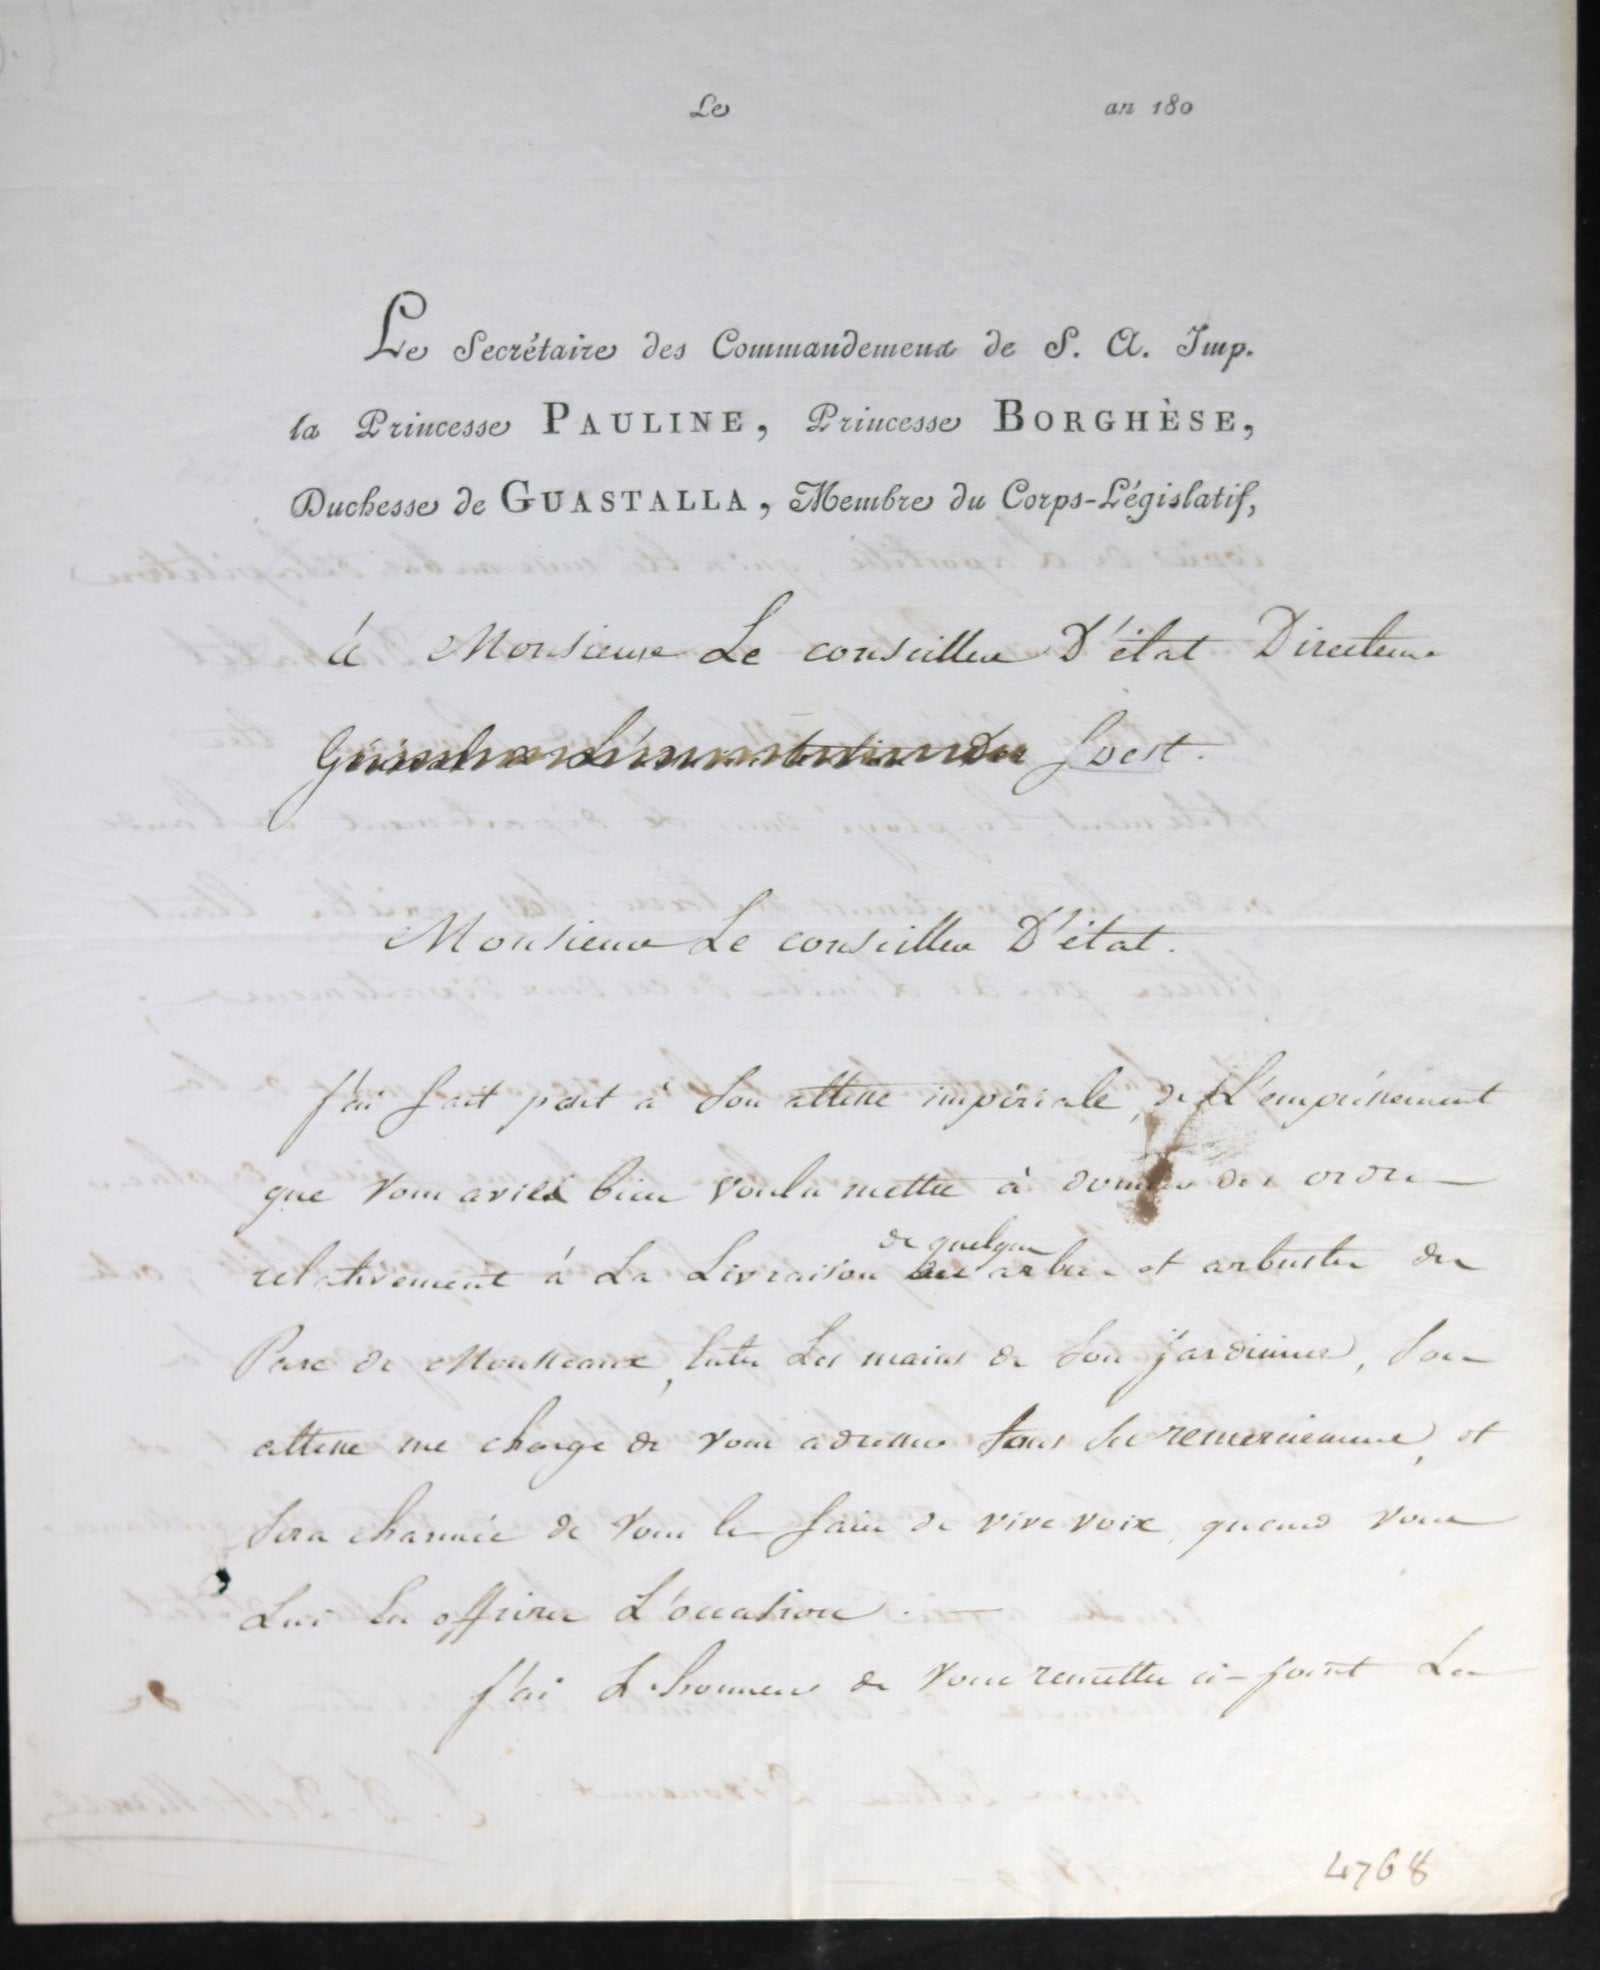 Le an 180
Le Secrétaire des Commandemens de S. A. Imp.
la Princesse PAULINE, Princesse BORGHÈSE,
Duchesse de GUASTALLA, Membre du Corps-Législatif,
à Monsieur Le conseiller D'état Directeur
Monsieur Le conseiller D'état.
J'ai fait part à Son altesse impériale, de L'empressement
que vous aviez bien voulu mettre à donner des ordres
de quelques
relativement à La Livraison arbres et arbustes du
Parc de Mousseaux, Entre Les mains de Son jardinier, Son
altesse me charge de vous adresser tous Ses remerciemens, et
Sera charmée de vous les faire de vive voix, quand vous
Lui En offrirez L'occasion. —
J'ai L'honneur de vous remettre ci-joint La
4768